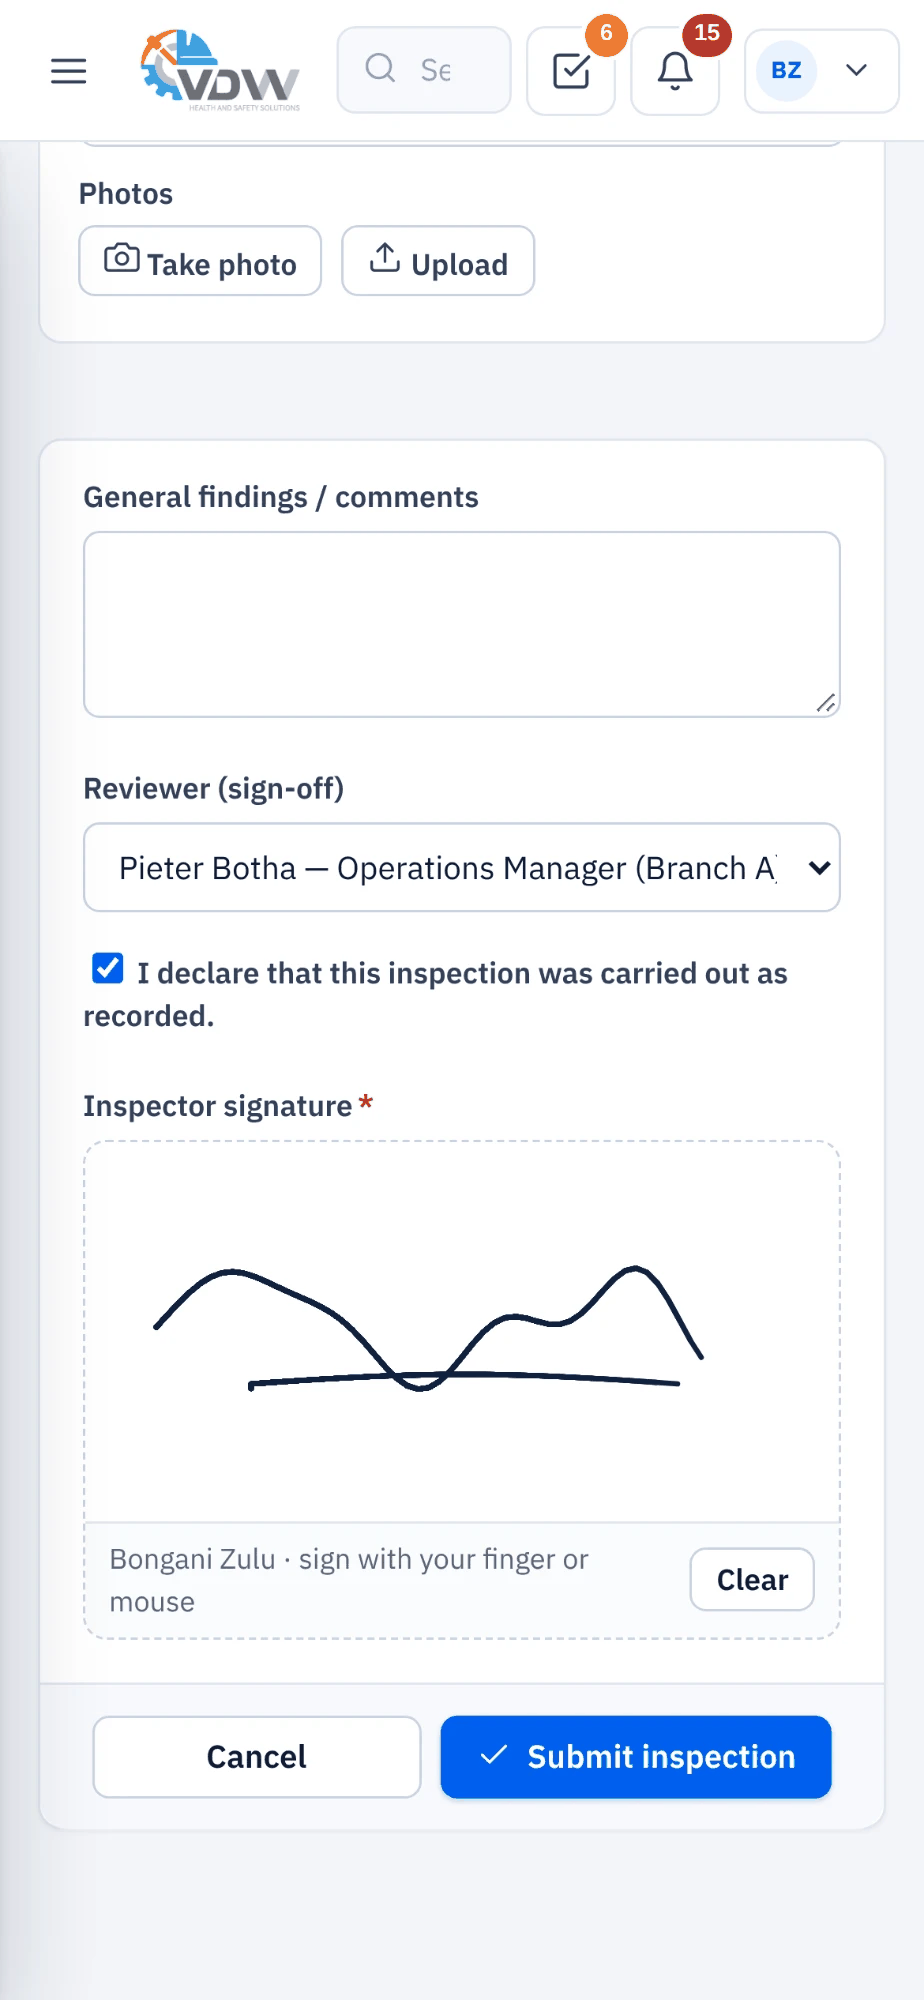 VDW
HEALTH AND SAFETY SOLUTIONS
Se
6
15
BZ
Photos
Take photo
Upload
General findings / comments
Reviewer (sign-off)
Pieter Botha — Operations Manager (Branch A)
I declare that this inspection was carried out as
recorded.
Inspector signature *
Bongani Zulu · sign with your finger or
mouse
Clear
Cancel
Submit inspection